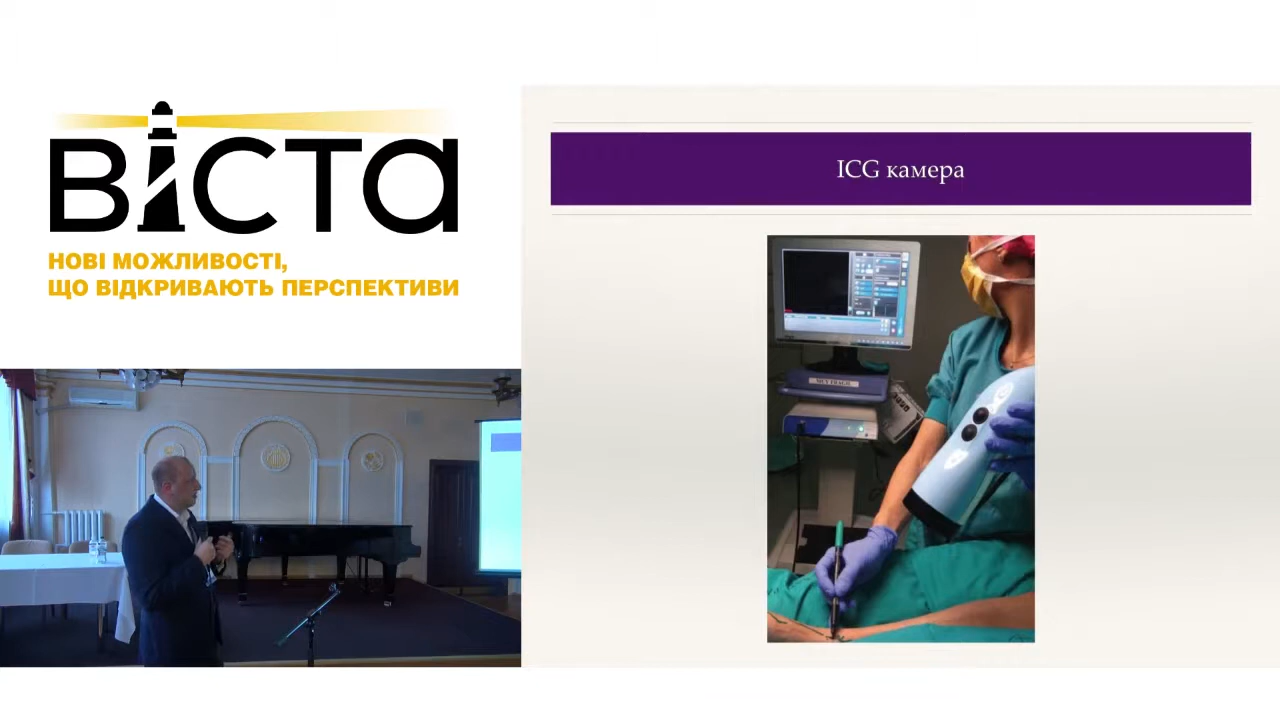 ВІСТА
НОВІ МОЖЛИВОСТІ,
ЩО ВІДКРИВАЮТЬ ПЕРСПЕКТИВИ
ICG камера